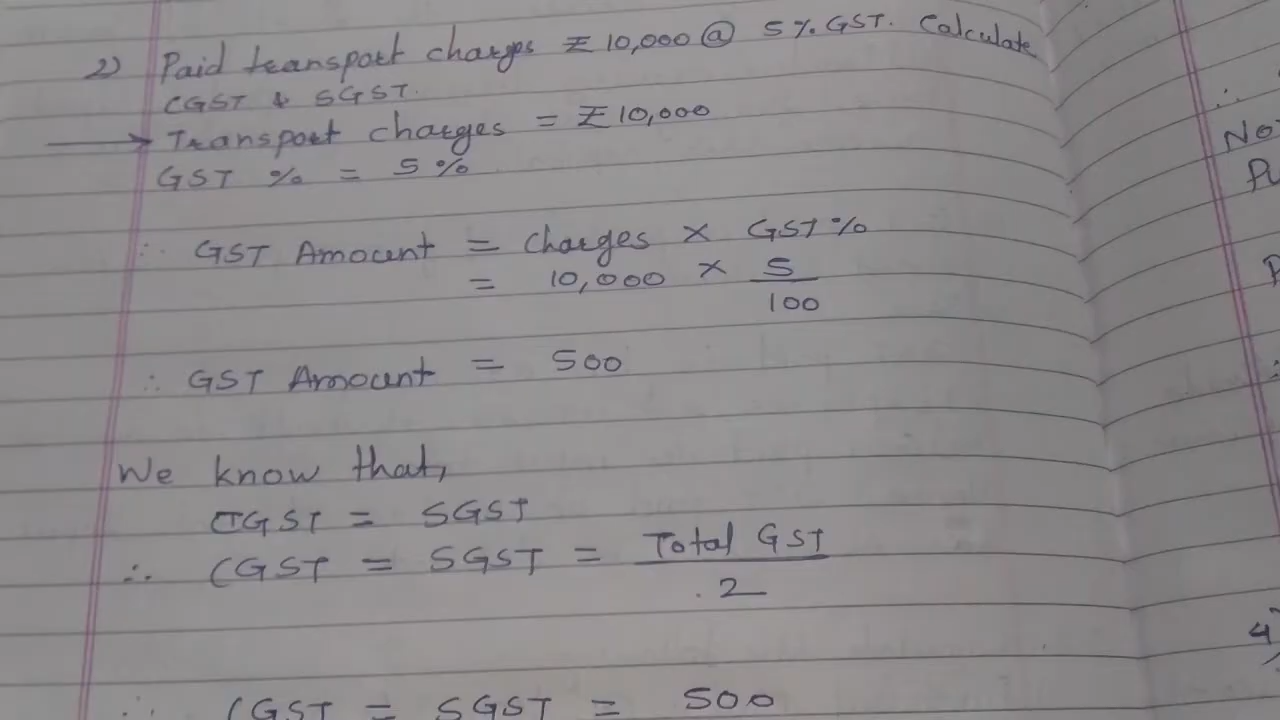 2) Paid transport charges ₹10,000 @ 5% GST. Calculate
CGST & SGST.
→ Transport charges = ₹10,000
GST % = 5%
∴ GST Amount = charges × GST%
= 10,000 × 5
100
∴ GST Amount = 500
We know that,
CGST = SGST
∴ CGST = SGST = Total GST
2
∴ CGST = SGST = 500